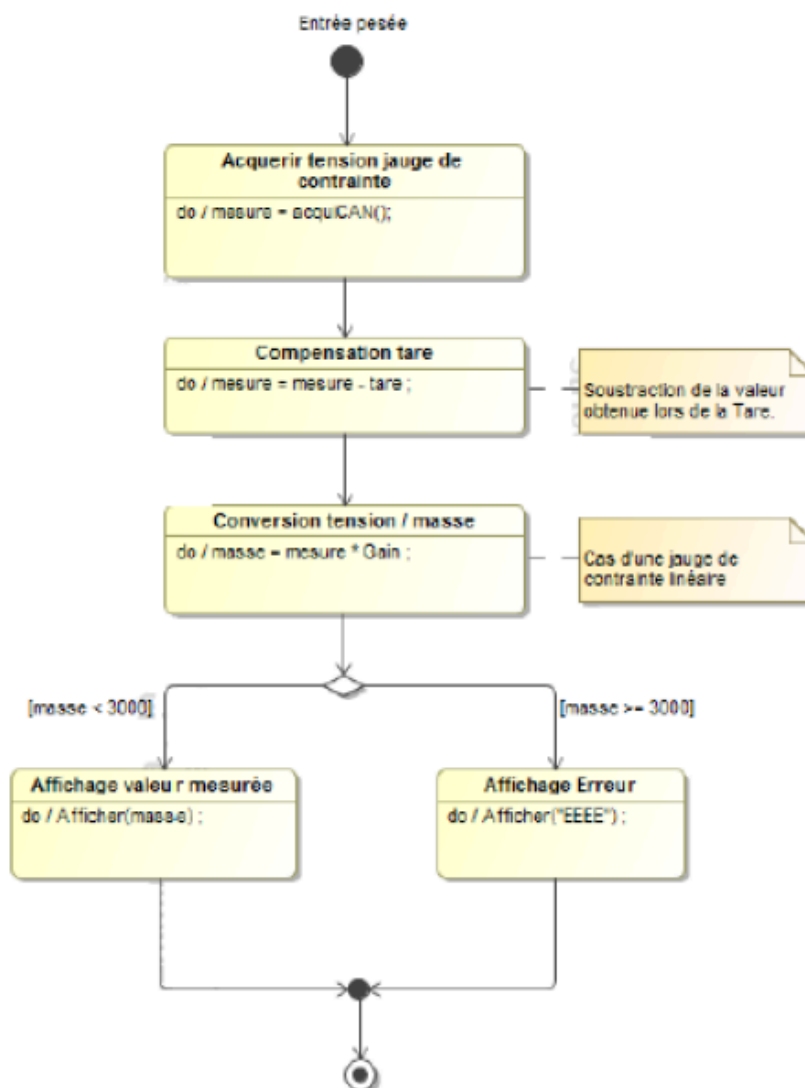 Entrée pesée
Acquerir tension jauge de
contrainte
do / mesure = acquiCAN();
Compensation tare
do / mesure = mesure - tare ;
Soustraction de la valeur
obtenue lors de la Tare.
Conversion tension / masse
do / masse = mesure * Gain ;
Cas d'une jauge de
contrainte linéaire
[masse < 3000]
[masse >= 3000]
Affichage valeur mesurée
do / Afficher(masse) ;
Affichage Erreur
do / Afficher("EEEE") ;